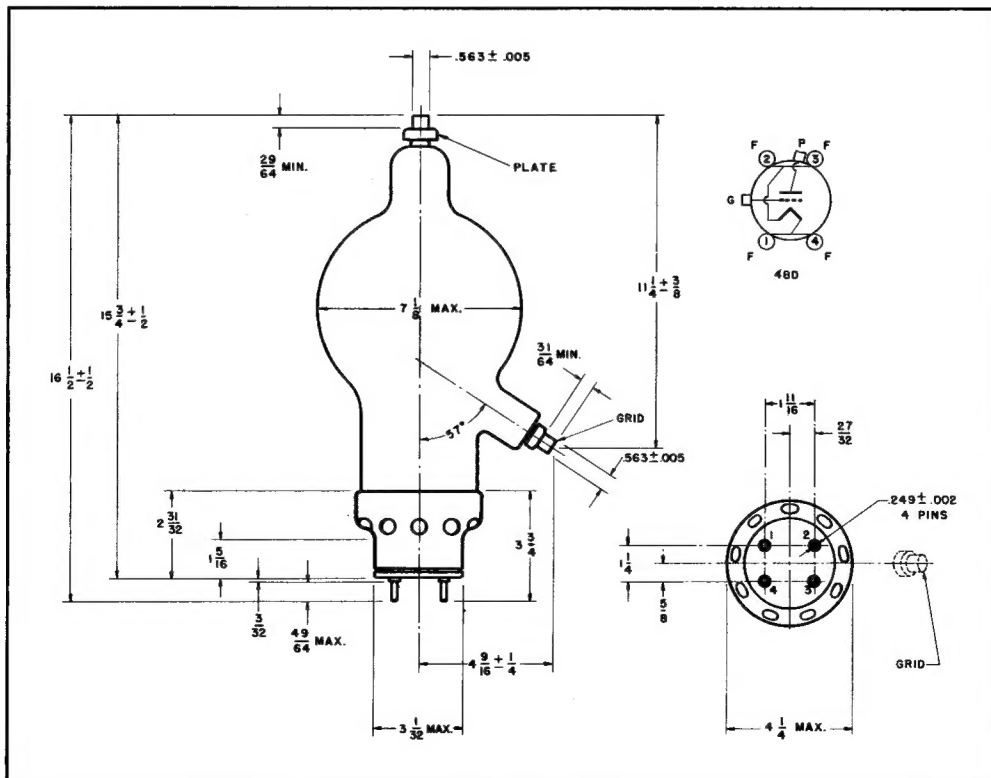 .563 ± .005
29/64 MIN.
PLATE
F P F
2 3
G
1 4
F F
4BD
15 3/4 ± 1/2
16 1/2 ± 1/2
7 1/8 MAX.
11 1/4 ± 3/8
31/64 MIN.
GRID
57°
.563 ± .005
1 11/16
27/32
.249 ± .002
4 PINS
2 31/32
1 5/16
3 3/4
3/32
49/64 MAX.
4 9/16 ± 1/4
3 1/32 MAX.
1 2
4 3
1 1/4
5/8
GRID
4 1/4 MAX.